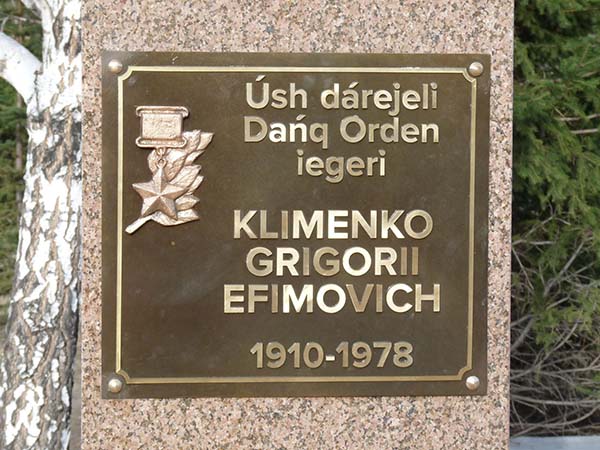 Úsh dárejeli
Dańq Orden
iegeri
KLIMENKO
GRIGORII
EFIMOVICH
1910-1978